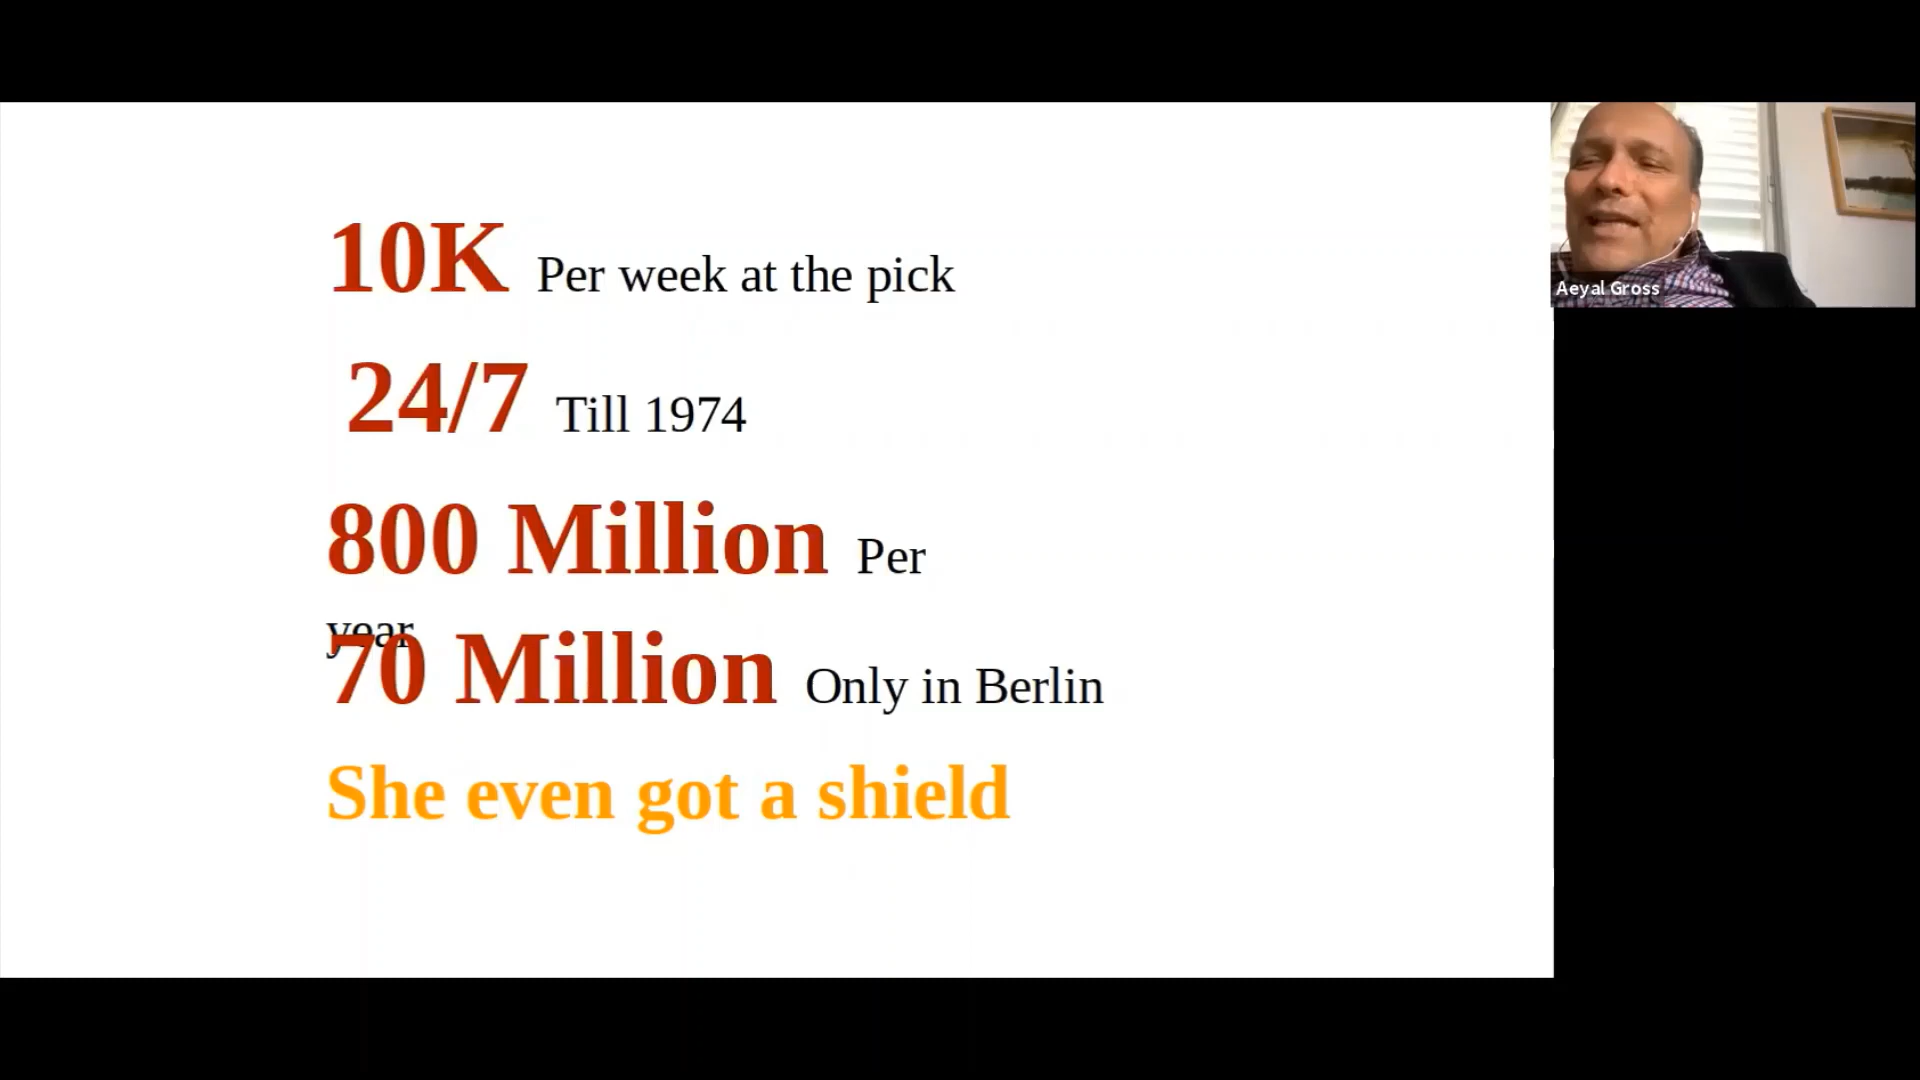 10K Per week at the pick
24/7 Till 1974
800 Million Per
year
70 Million Only in Berlin
She even got a shield
Aeyal Gross